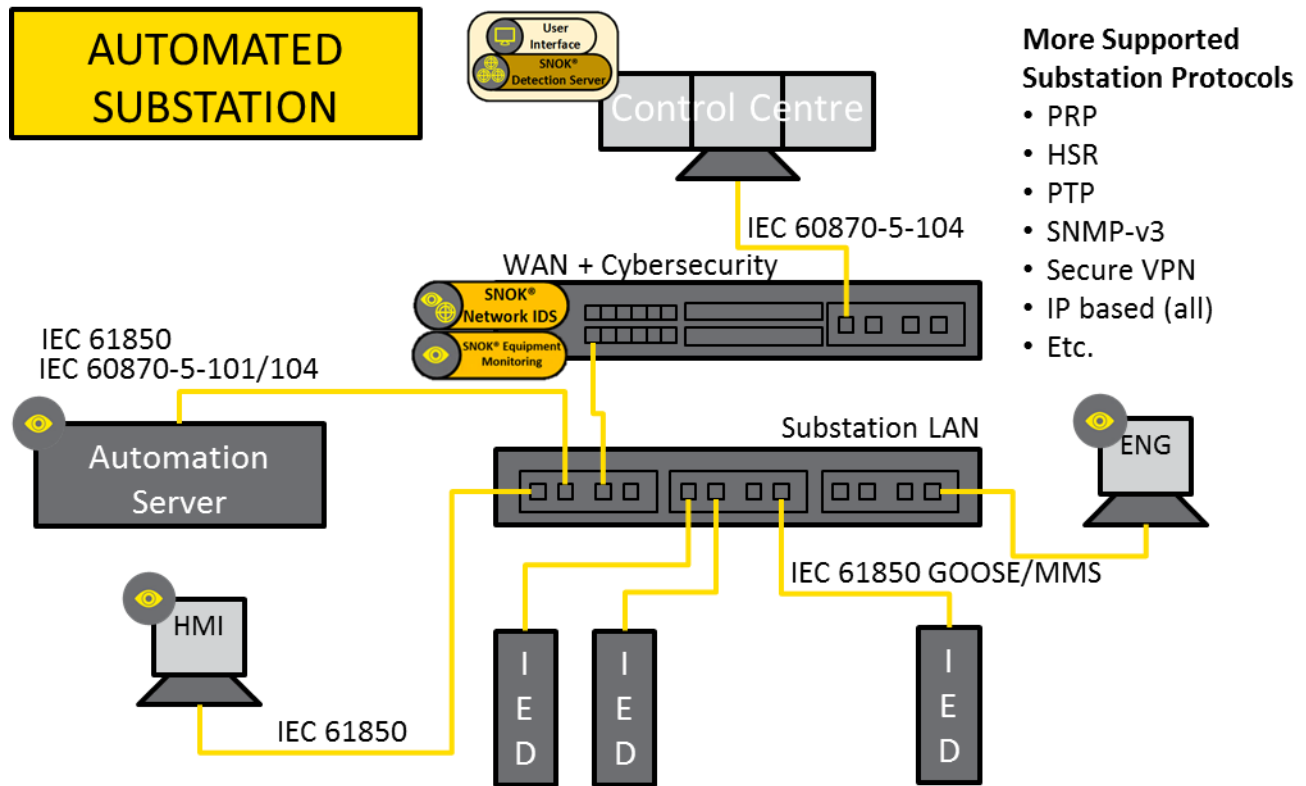 AUTOMATED
SUBSTATION
User
Interface
SNOK®
Detection Server
Control Centre
More Supported
Substation Protocols
• PRP
• HSR
• PTP
• SNMP-v3
• Secure VPN
• IP based (all)
• Etc.
IEC 60870-5-104
WAN + Cybersecurity
SNOK®
Network IDS
SNOK® Equipment
Monitoring
IEC 61850
IEC 60870-5-101/104
Automation
Server
Substation LAN
ENG
IEC 61850 GOOSE/MMS
HMI
IEC 61850
I
E
D
I
E
D
I
E
D